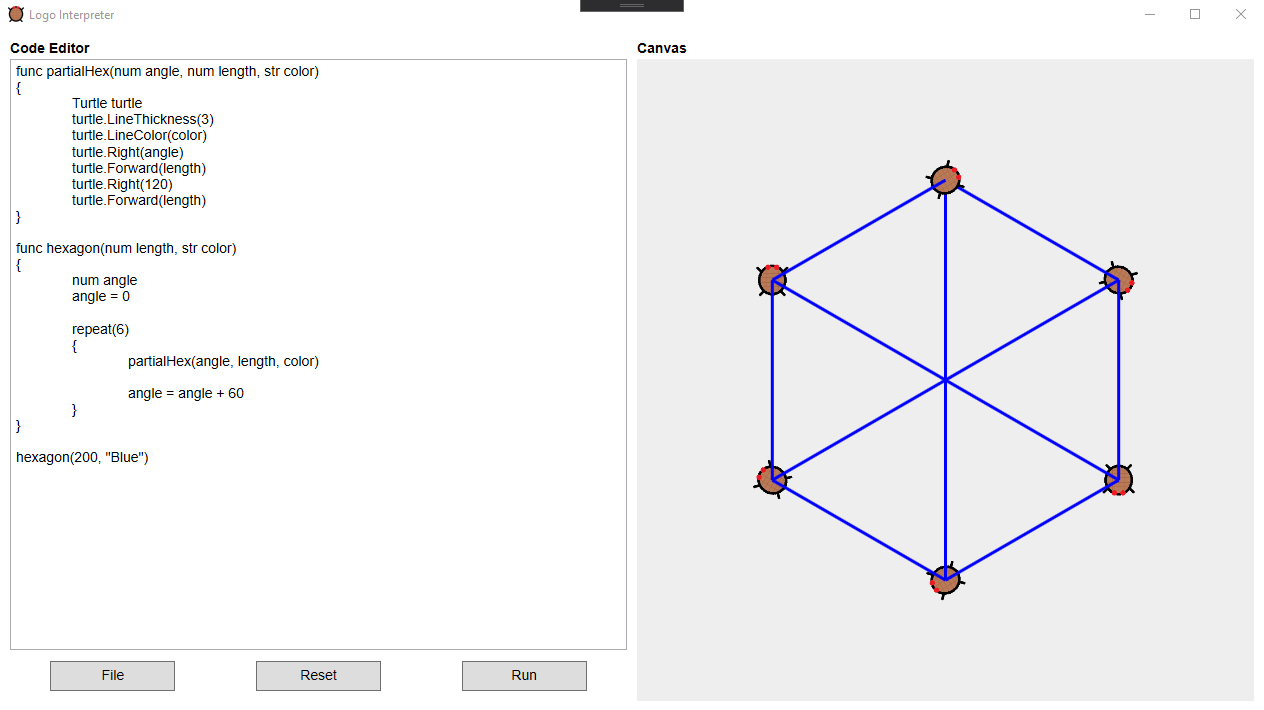 Logo Interpreter
Code Editor
func partialHex(num angle, num length, str color)
{
Turtle turtle
turtle.LineThickness(3)
turtle.LineColor(color)
turtle.Right(angle)
turtle.Forward(length)
turtle.Right(120)
turtle.Forward(length)
}
func hexagon(num length, str color)
{
num angle
angle = 0
repeat(6)
{
partialHex(angle, length, color)
angle = angle + 60
}
}
hexagon(200, "Blue")
File
Reset
Run
Canvas